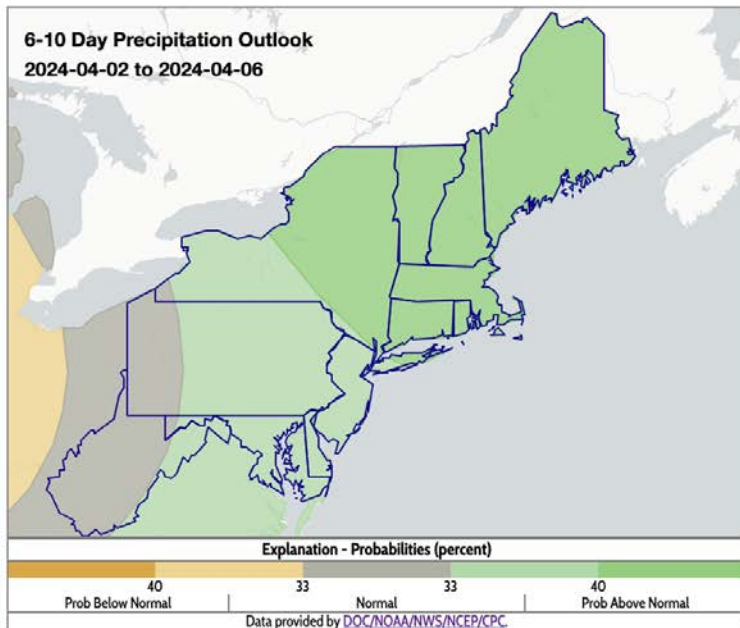 6-10 Day Precipitation Outlook
2024-04-02 to 2024-04-06
Explanation - Probabilities (percent)
40 33 33 40
Prob Below Normal Normal Prob Above Normal
Data provided by DOC/NOAA/NWS/NCEP/CPC.